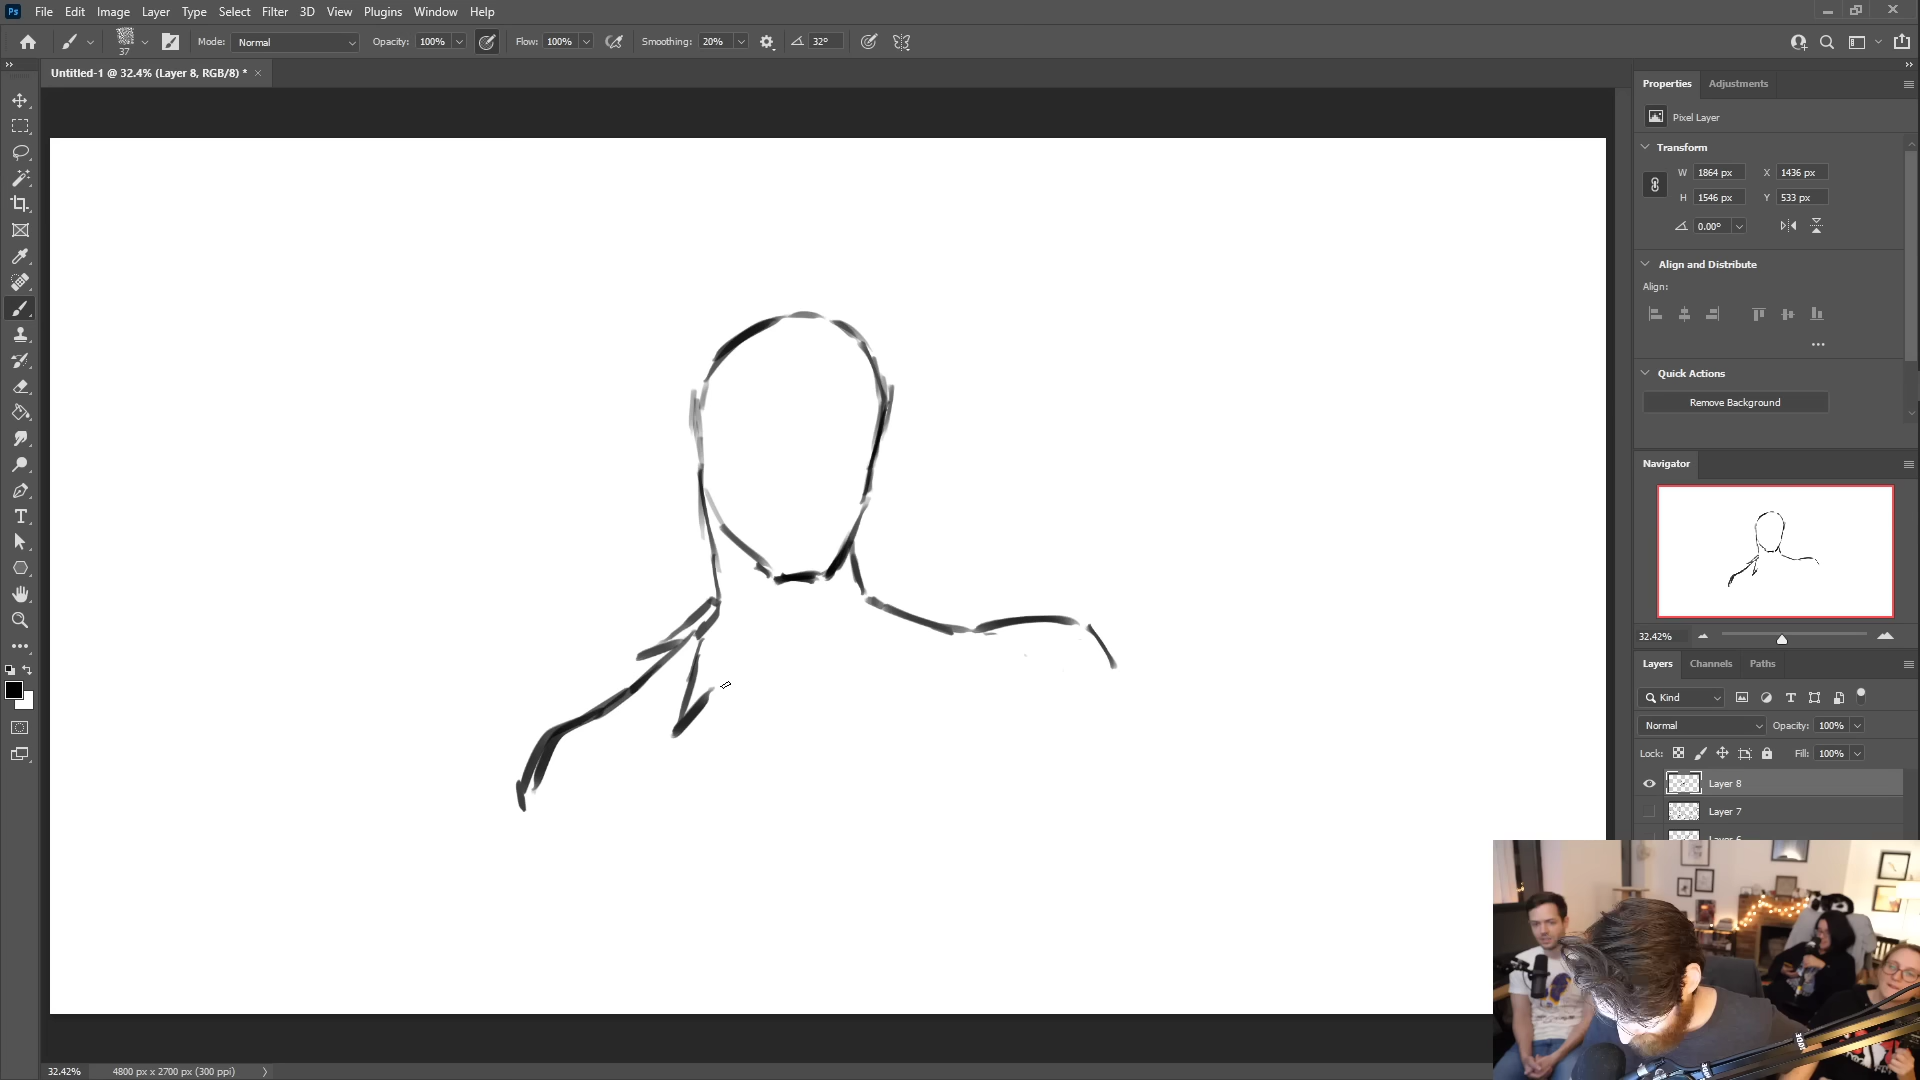 Ps File Edit Image Layer Type Select Filter 3D View Plugins Window Help
37 Mode: Normal Opacity: 100% Flow: 100% Smoothing: 20% 32°
Untitled-1 @ 32.4% (Layer 8, RGB/8) *
Properties Adjustments
Pixel Layer
Transform
W 1864 px X 1436 px
H 1546 px Y 533 px
0.00°
Align and Distribute
Align:
Quick Actions
Remove Background
Navigator
32.42%
Layers Channels Paths
Kind
Normal Opacity: 100%
Lock: Fill: 100%
Layer 8
Layer 7
Layer 6
32.42% 4800 px x 2700 px (300 ppi)